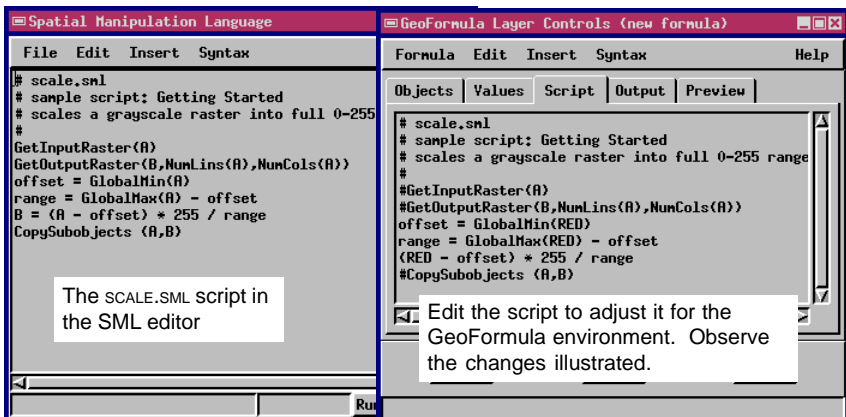 Spatial Manipulation Language
File Edit Insert Syntax
# scale.sml
# sample script: Getting Started
# scales a grayscale raster into full 0-255
#
GetInputRaster(A)
GetOutputRaster(B,NumLins(A),NumCols(A))
offset = GlobalMin(A)
range = GlobalMax(A) - offset
B = (A - offset) * 255 / range
CopySubobjects (A,B)
The SCALE.SML script in
the SML editor
GeoFormula Layer Controls (new formula)
Formula Edit Insert Syntax Help
Objects Values Script Output Preview
# scale.sml
# sample script: Getting Started
# scales a grayscale raster into full 0-255 range
#
#GetInputRaster(A)
#GetOutputRaster(B,NumLins(A),NumCols(A))
offset = GlobalMin(RED)
range = GlobalMax(RED) - offset
(RED - offset) * 255 / range
#CopySubobjects (A,B)
Edit the script to adjust it for the
GeoFormula environment. Observe
the changes illustrated.